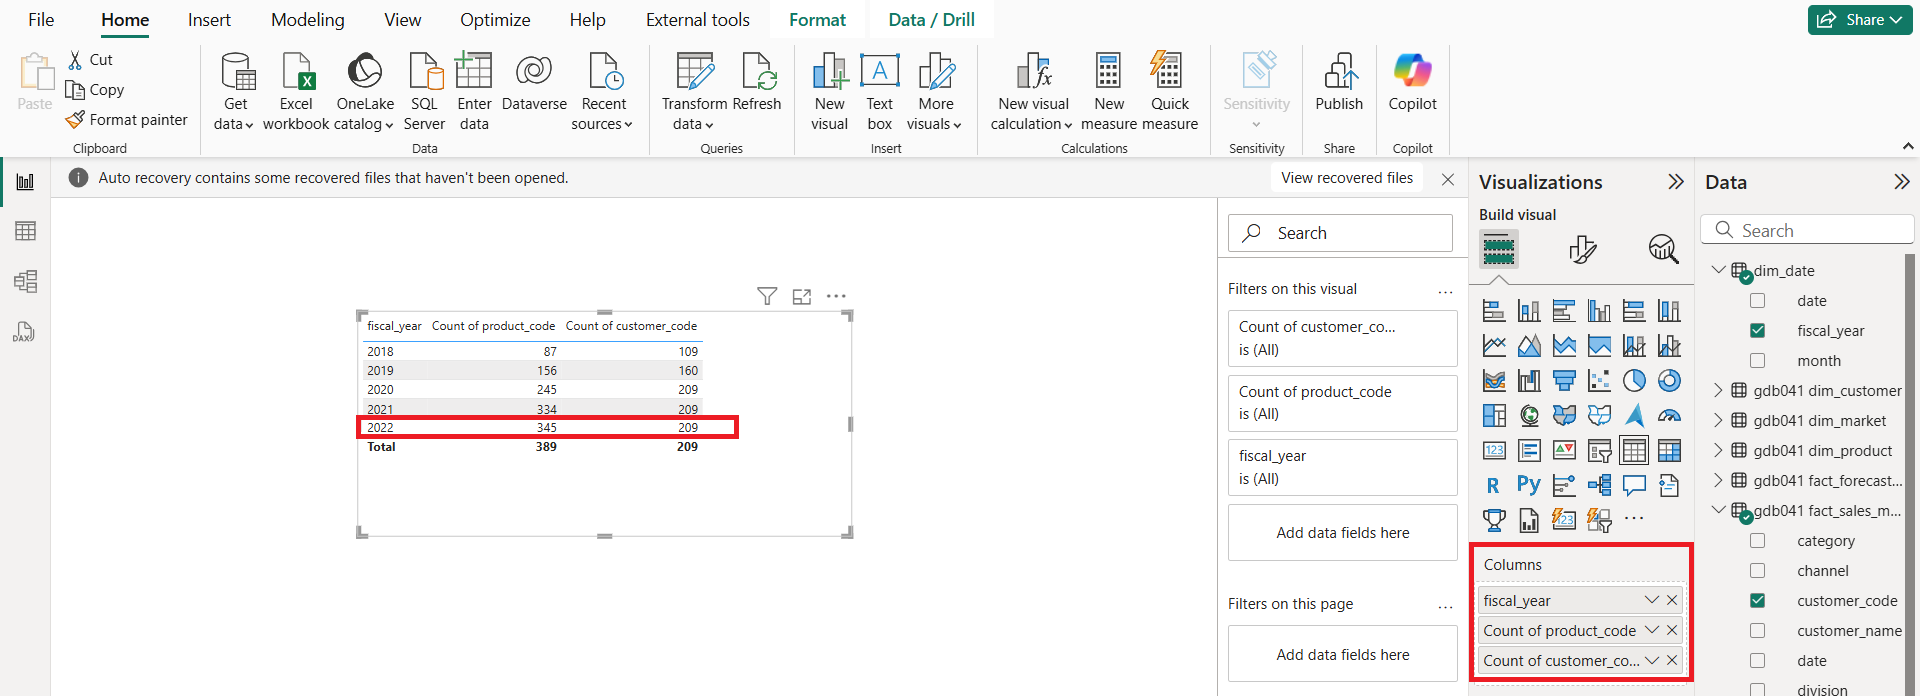 File Home Insert Modeling View Optimize Help External tools Format Data / Drill Share
Paste
Cut
Copy
Format painter
Clipboard
Get data
Excel workbook
OneLake catalog
SQL Server
Enter data
Dataverse
Recent sources
Data
Transform data
Refresh
Queries
New visual
Text box
More visuals
Insert
New visual calculation
New measure
Quick measure
Calculations
Sensitivity
Sensitivity
Publish
Share
Copilot
Copilot
Auto recovery contains some recovered files that haven't been opened.
View recovered files
DAX
fiscal_year Count of product_code Count of customer_code
2018 87 109
2019 156 160
2020 245 209
2021 334 209
2022 345 209
Total 389 209
Search
Filters on this visual ...
Count of customer_co...
is (All)
Count of product_code
is (All)
fiscal_year
is (All)
Add data fields here
Filters on this page ...
Add data fields here
Visualizations
Build visual
123
R Py
123
...
Columns
fiscal_year
Count of product_code
Count of customer_co...
Data
Search
dim_date
date
fiscal_year
month
gdb041 dim_customer
gdb041 dim_market
gdb041 dim_product
gdb041 fact_forecast...
gdb041 fact_sales_m...
category
channel
customer_code
customer_name
date
division